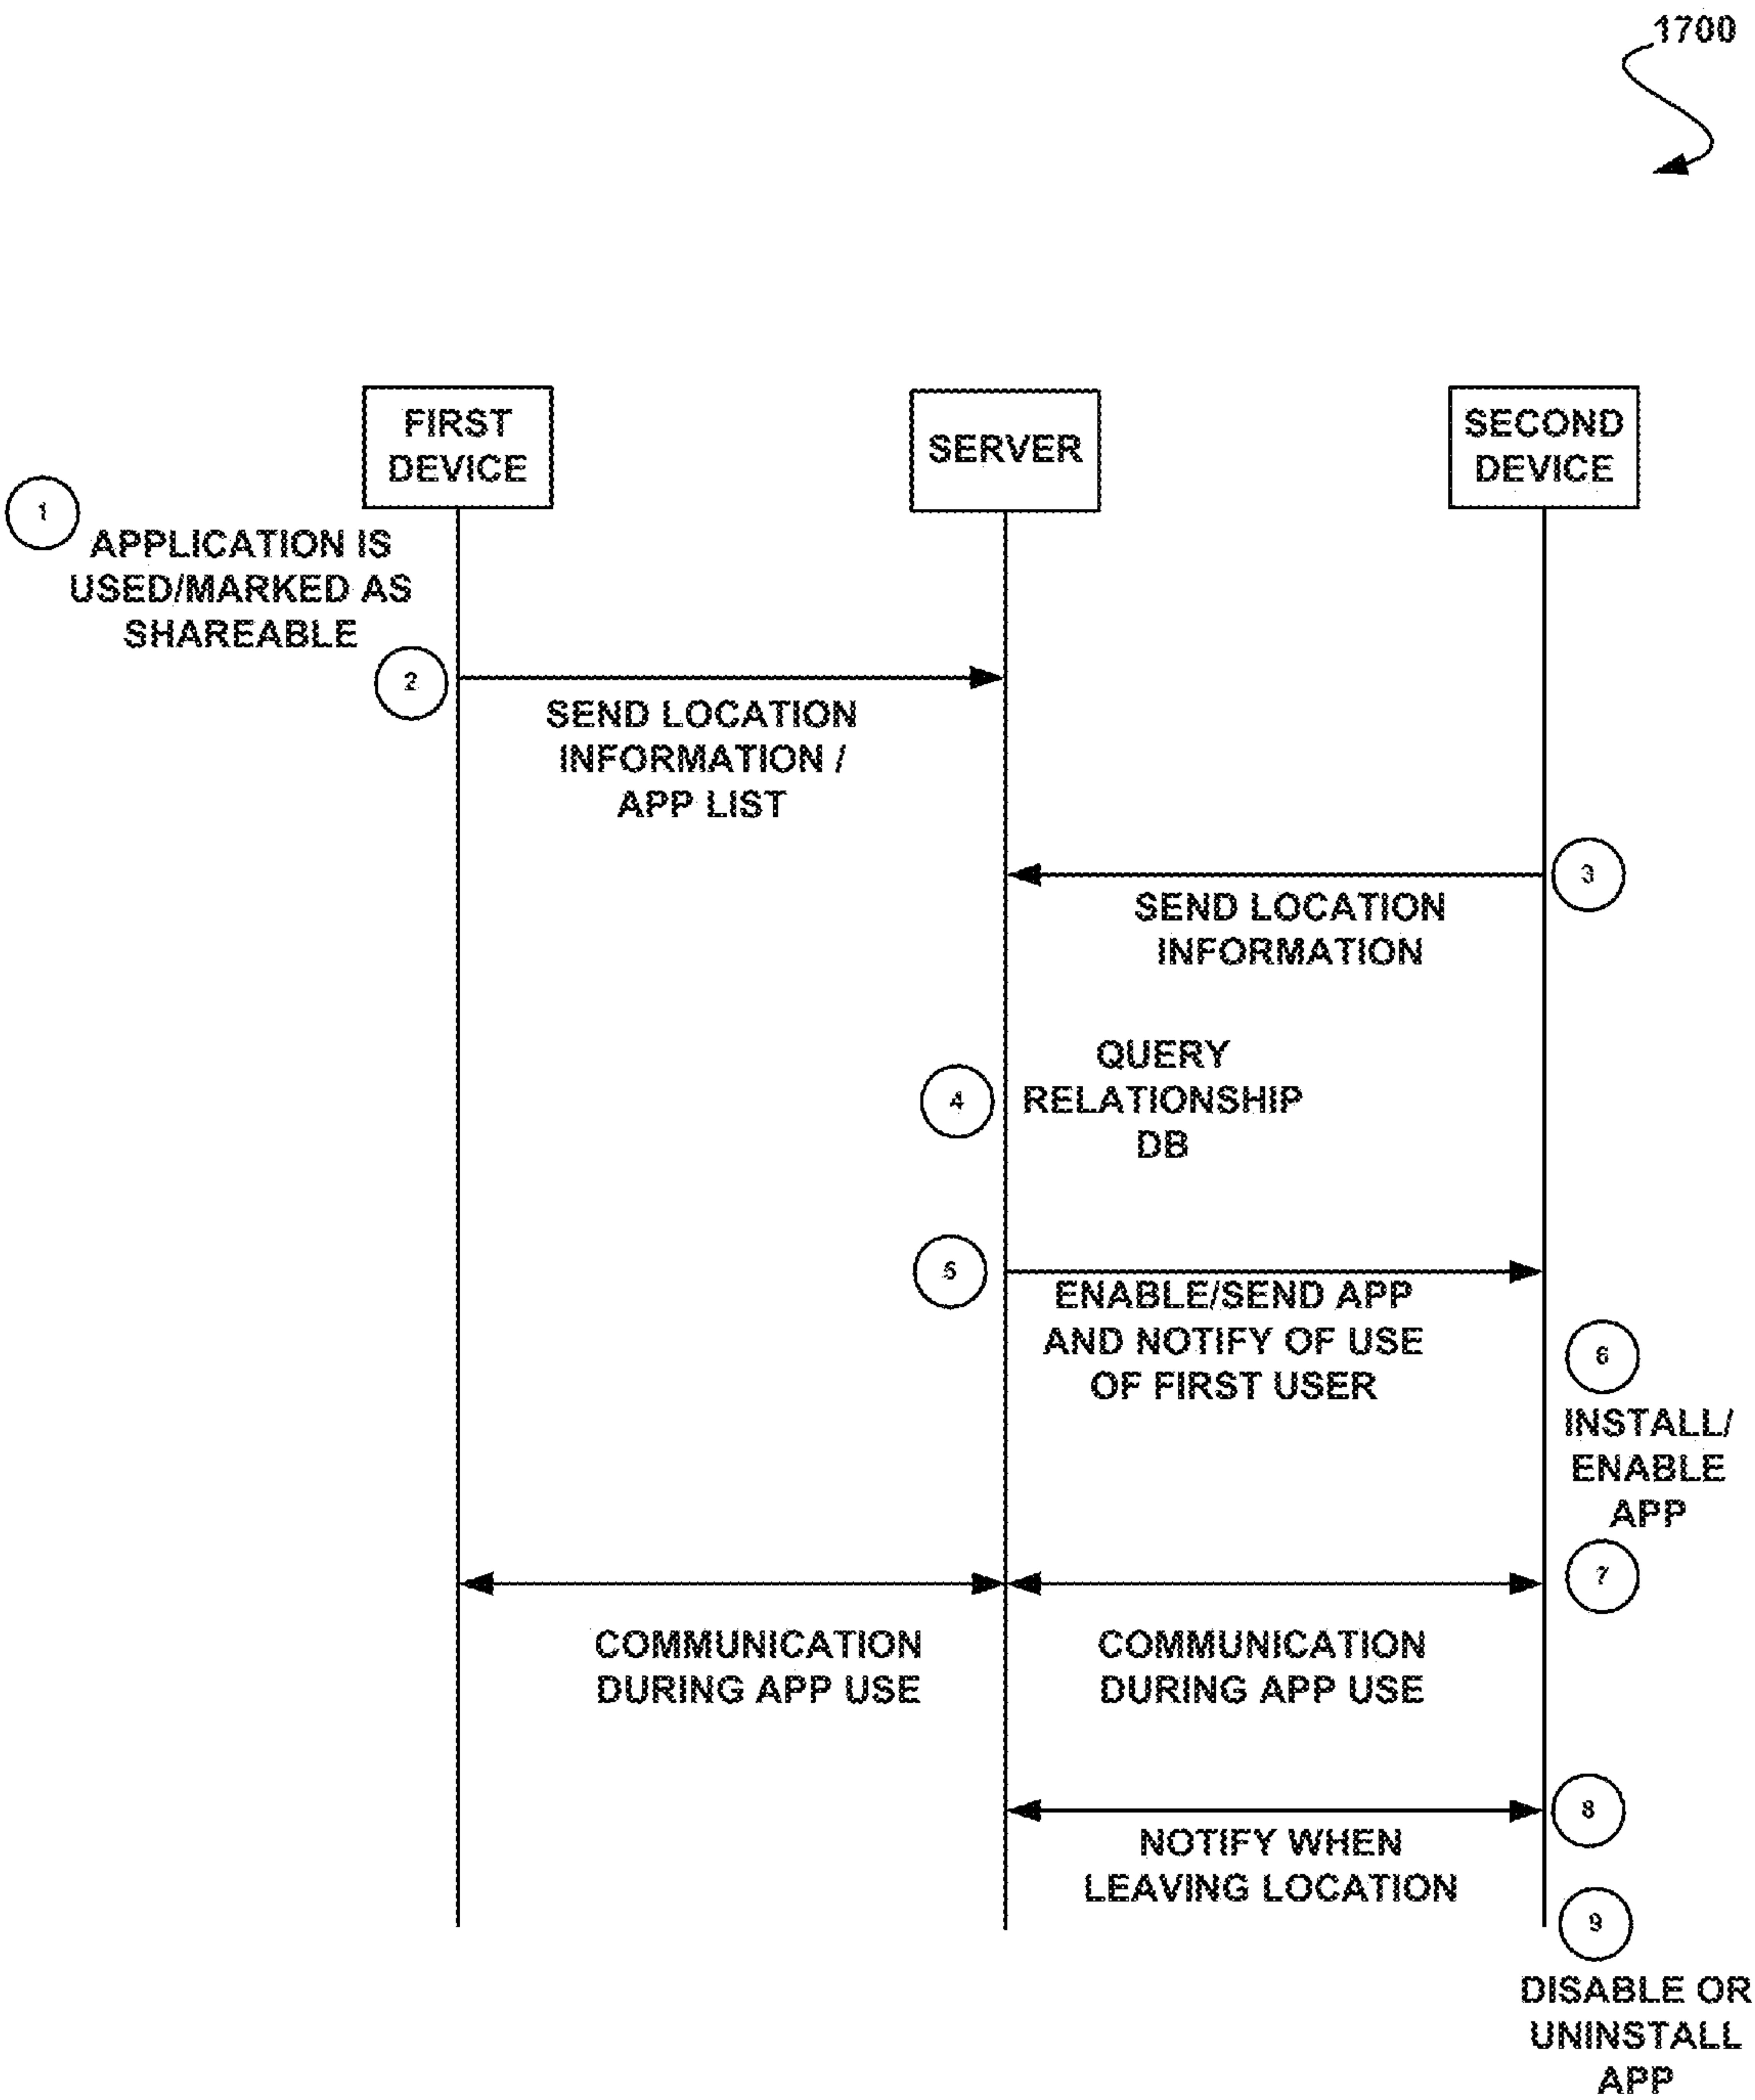 1700
FIRST
DEVICE
SERVER
SECOND
DEVICE
1
APPLICATION IS
USED/MARKED AS
SHAREABLE
2
SEND LOCATION
INFORMATION /
APP LIST
3
SEND LOCATION
INFORMATION
4
QUERY
RELATIONSHIP
DB
5
ENABLE/SEND APP
AND NOTIFY OF USE
OF FIRST USER
6
INSTALL/
ENABLE
APP
7
COMMUNICATION
DURING APP USE
COMMUNICATION
DURING APP USE
8
NOTIFY WHEN
LEAVING LOCATION
9
DISABLE OR
UNINSTALL
APP